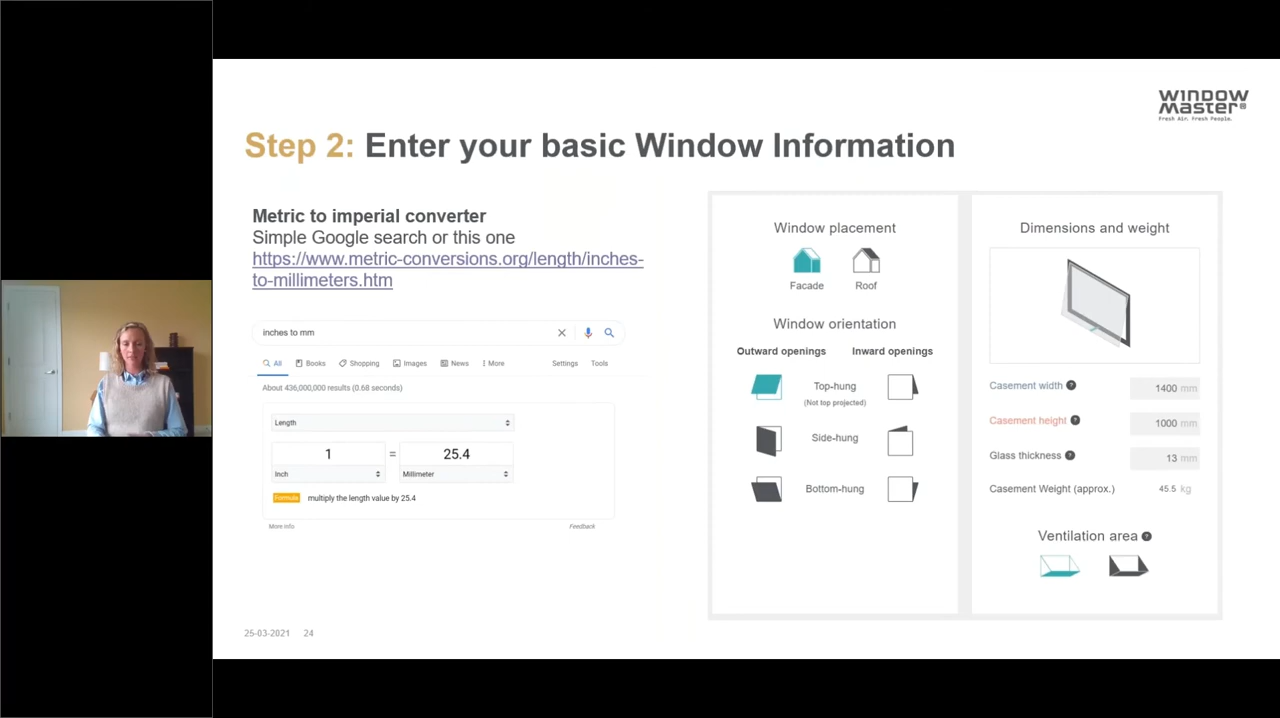 WINDOW
MASTER®
Fresh Air. Fresh People.
Step 2: Enter your basic Window Information
Metric to imperial converter
Simple Google search or this one
https://www.metric-conversions.org/length/inches-
to-millimeters.htm
inches to mm
All Books Shopping Images News More Settings Tools
About 436,000,000 results (0.68 seconds)
Length
1 = 25.4
Inch Millimeter
Formula multiply the length value by 25.4
More info Feedback
Window placement
Facade Roof
Window orientation
Outward openings Inward openings
Top-hung
(Not top projected)
Side-hung
Bottom-hung
Dimensions and weight
Casement width ? 1400 mm
Casement height ? 1000 mm
Glass thickness ? 13 mm
Casement Weight (approx.) 45.5 kg
Ventilation area ?
25-03-2021 24